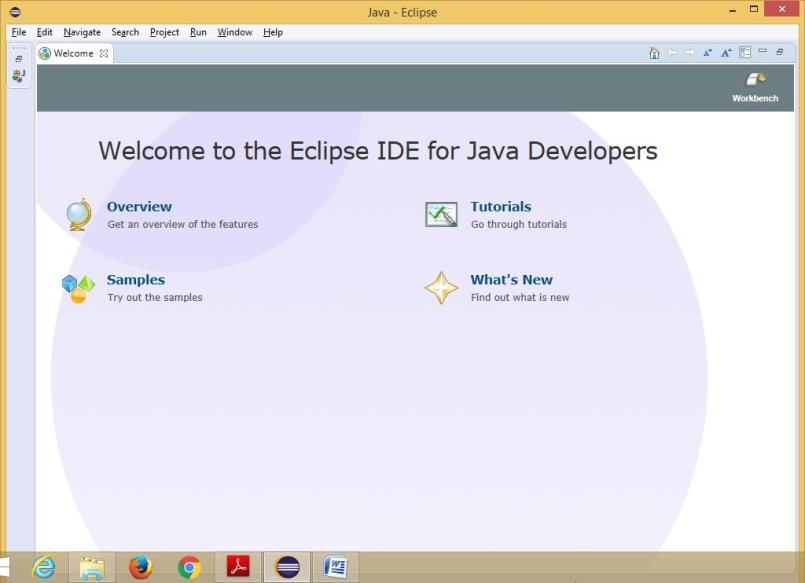 Java - Eclipse
File Edit Navigate Search Project Run Window Help
Welcome
Workbench
Welcome to the Eclipse IDE for Java Developers
Overview
Get an overview of the features
Tutorials
Go through tutorials
Samples
Try out the samples
What's New
Find out what is new